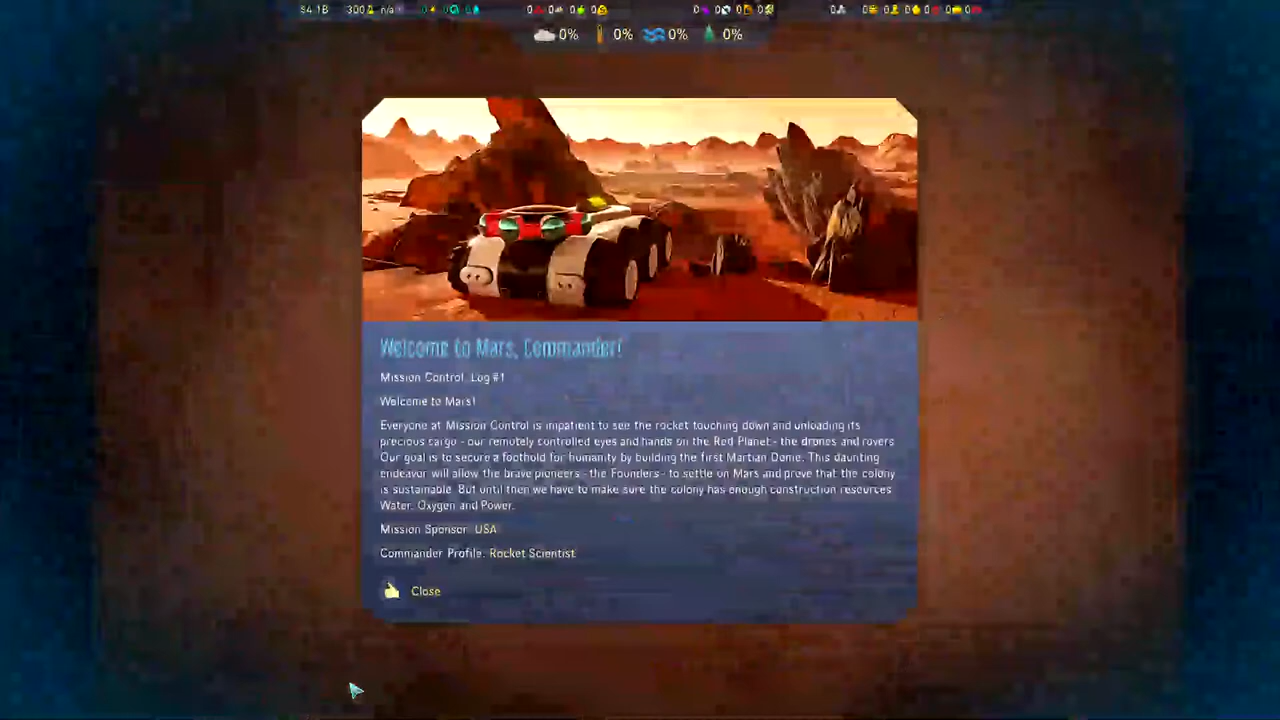 $4.1B 300 n/a
0% 0% 0% 0%
Welcome to Mars, Commander!
Mission Control. Log #1
Welcome to Mars!
Everyone at Mission Control is impatient to see the rocket touching down and unloading its
precious cargo - our remotely controlled eyes and hands on the Red Planet - the drones and rovers
Our goal is to secure a foothold for humanity by building the first Martian Dome. This daunting
endeavor will allow the brave pioneers - the Founders - to settle on Mars and prove that the colony
is sustainable. But until then we have to make sure the colony has enough construction resources
Water, Oxygen and Power.
Mission Sponsor: USA
Commander Profile: Rocket Scientist
Close